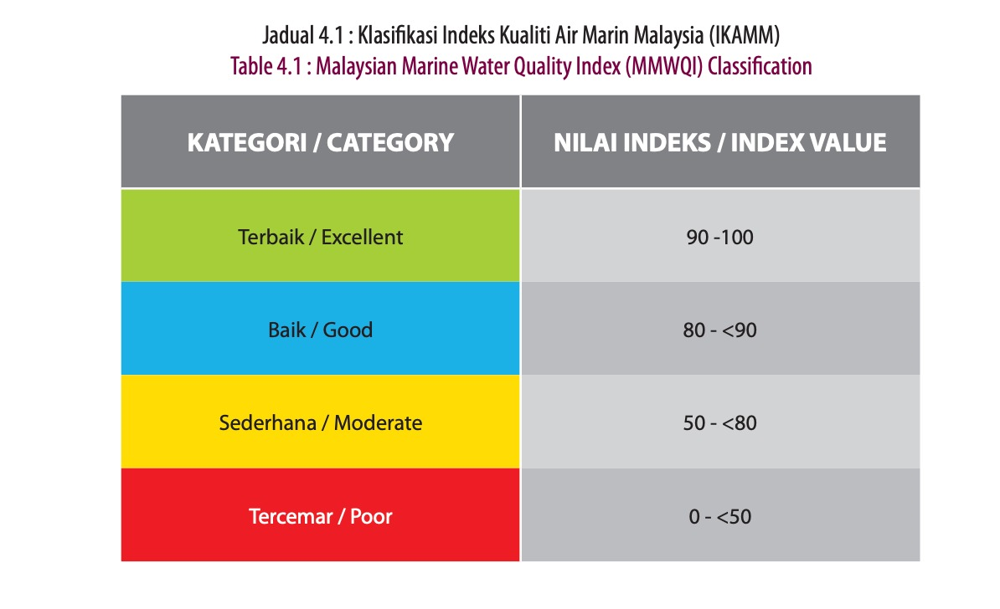 Jadual 4.1 : Klasifikasi Indeks Kualiti Air Marin Malaysia (IKAMM)
Table 4.1 : Malaysian Marine Water Quality Index (MMWQI) Classification
KATEGORI / CATEGORY NILAI INDEKS / INDEX VALUE
Terbaik / Excellent 90 -100
Baik / Good 80 - <90
Sederhana / Moderate 50 - <80
Tercemar / Poor 0 - <50